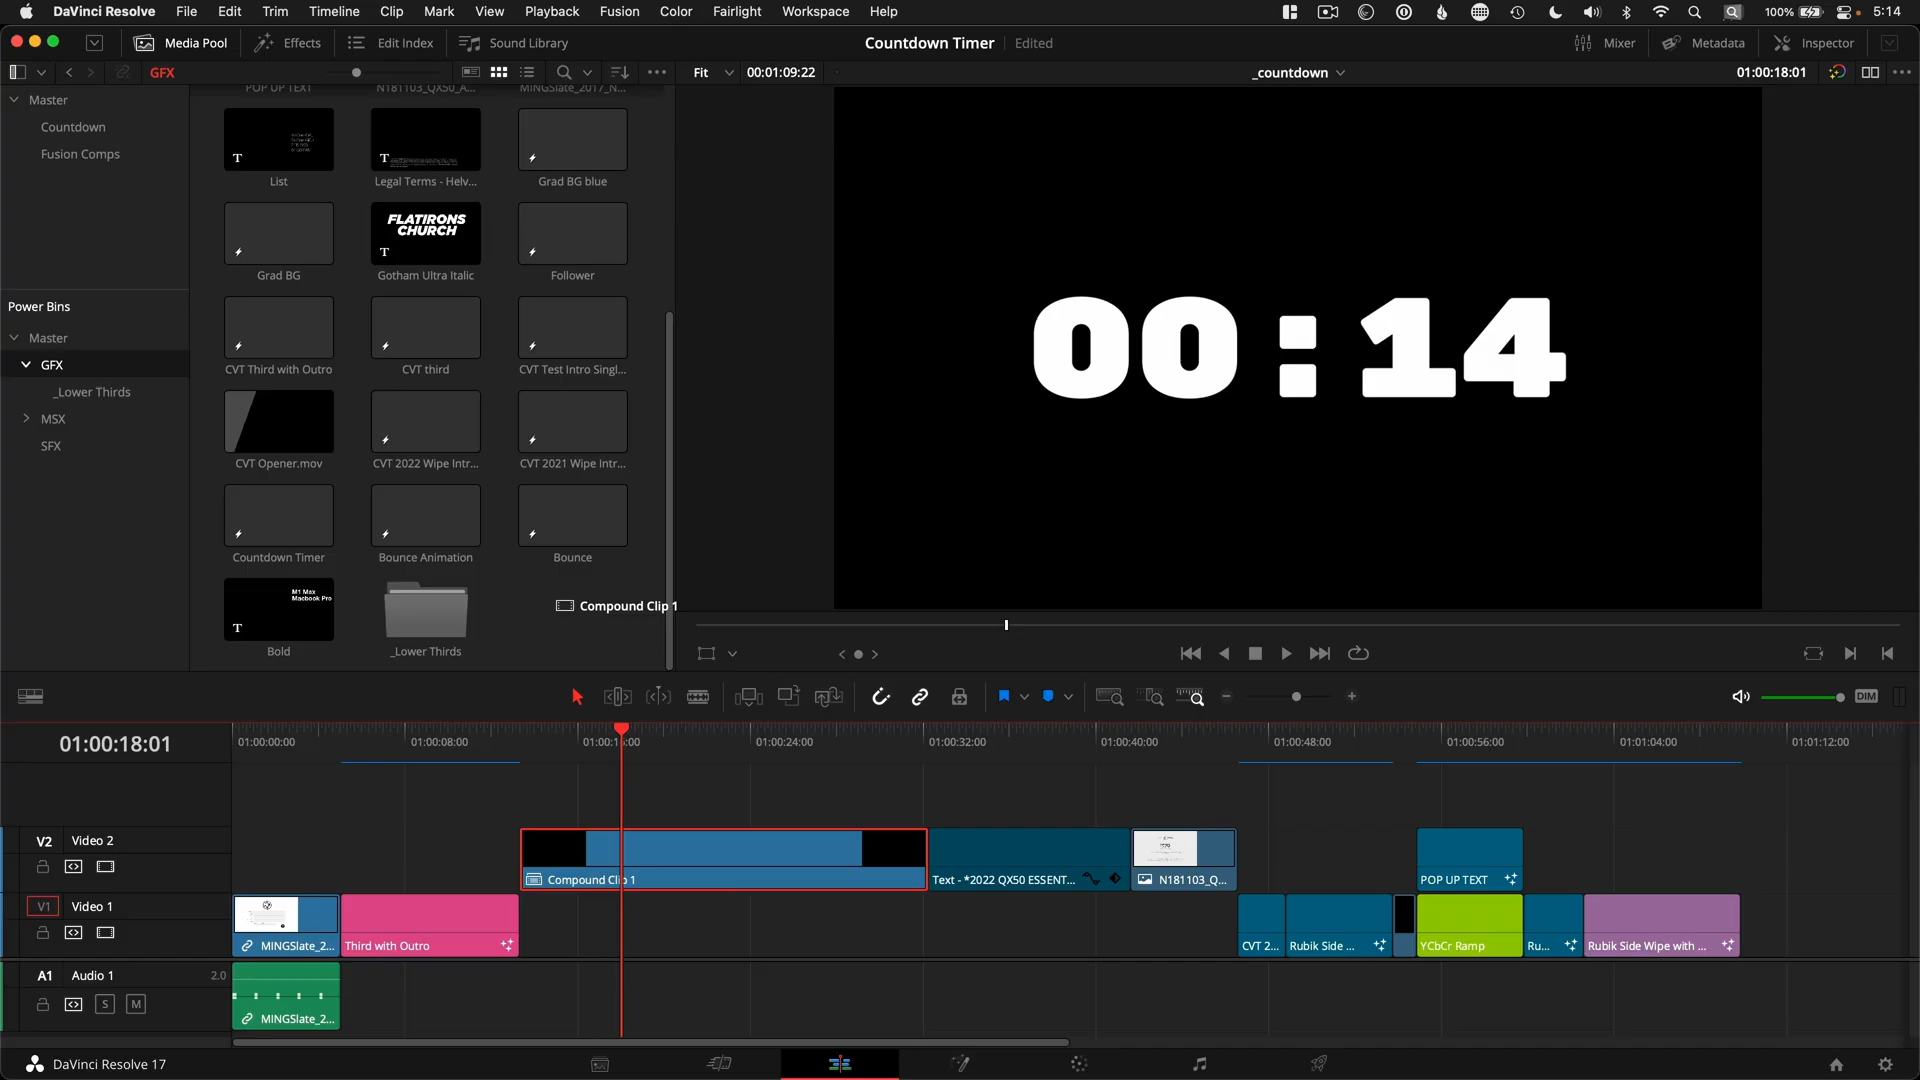 DaVinci Resolve File Edit Trim Timeline Clip Mark View Playback Fusion Color Fairlight Workspace Help 100% 5:14
Media Pool Effects Edit Index Sound Library Countdown Timer Edited Mixer Metadata Inspector
GFX Fit 00:01:09:22 _countdown 01:00:18:01
Master
Countdown
Fusion Comps
Power Bins
Master
GFX
_Lower Thirds
MSX
SFX
POP UP TEXT N181103_QX50_A... MINGSlate_2017_N...
T T
List Legal Terms - Helv... Grad BG blue
FLATIRONS
CHURCH
T
Grad BG Gotham Ultra Italic Follower
CVT Third with Outro CVT third CVT Test Intro Singl...
CVT Opener.mov CVT 2022 Wipe Intr... CVT 2021 Wipe Intr...
Countdown Timer Bounce Animation Bounce
M1 Max
Macbook Pro
T
Compound Clip 1
Bold _Lower Thirds
00:14
DIM
01:00:18:01
01:00:00:00 01:00:08:00 01:00:24:00 01:00:32:00 01:00:40:00 01:00:48:00 01:00:56:00 01:01:04:00 01:01:12:00
V2 Video 2
Compound Clip 1 Text - *2022 QX50 ESSENT... N181103_Q... POP UP TEXT
V1 Video 1
MINGSlate_2... Third with Outro CVT 2... Rubik Side ... YCbCr Ramp Ru... Rubik Side Wipe with ...
A1 Audio 1 2.0
S M
MINGSlate_2...
DaVinci Resolve 17